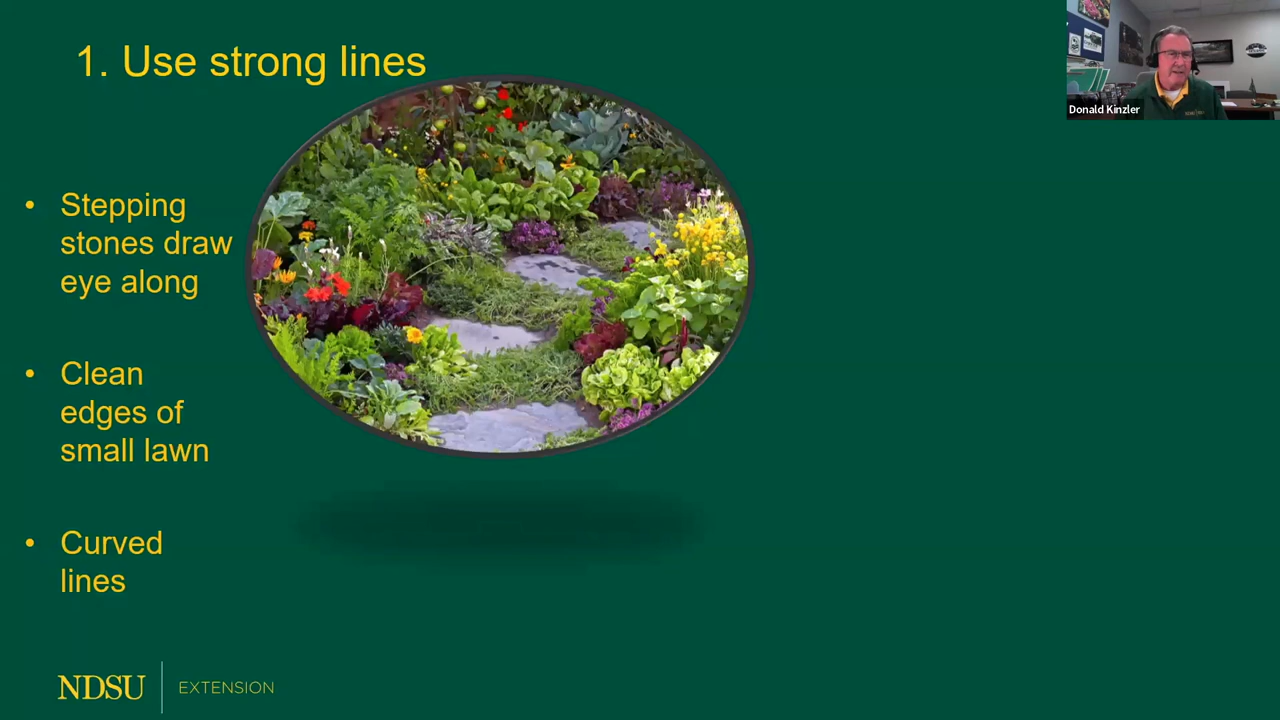 1. Use strong lines
Donald Kinzler
• Stepping
stones draw
eye along
• Clean
edges of
small lawn
• Curved
lines
NDSU
EXTENSION